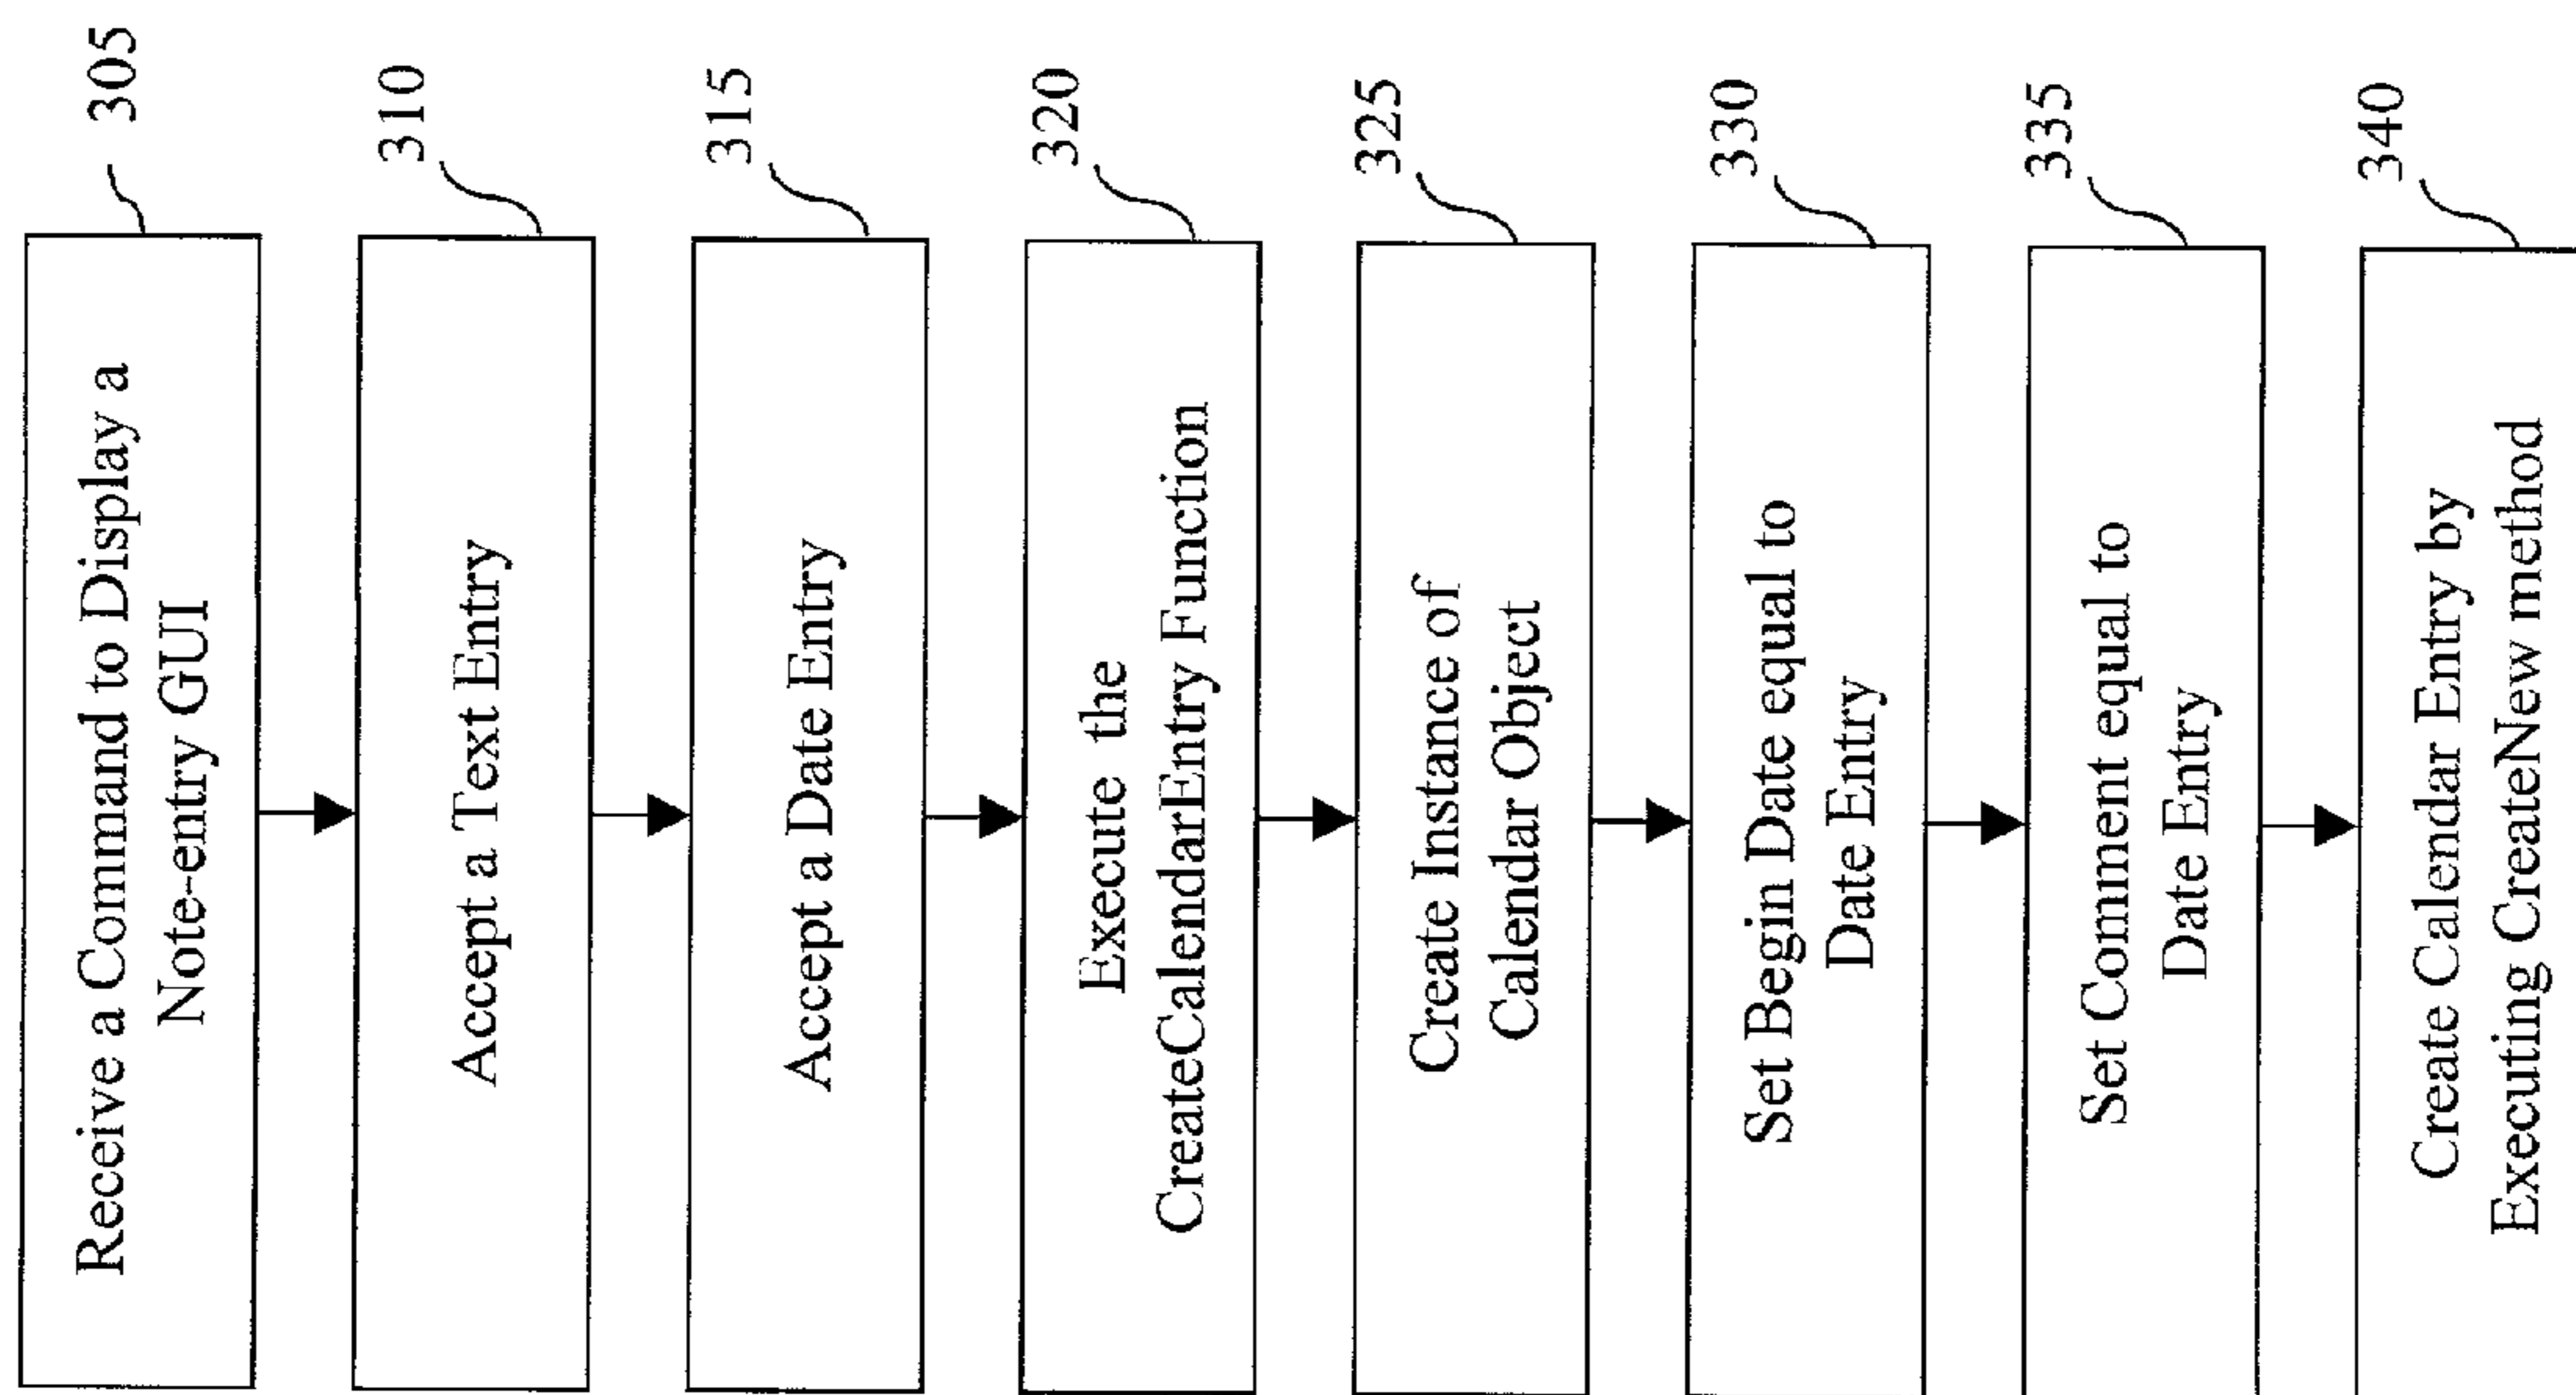 305
Receive a Command to Display a
Note-entry GUI
310
Accept a Text Entry
315
Accept a Date Entry
320
Execute the
CreateCalendarEntry Function
325
Create Instance of
Calendar Object
330
Set Begin Date equal to
Date Entry
335
Set Comment equal to
Date Entry
340
Create Calendar Entry by
Executing CreateNew method